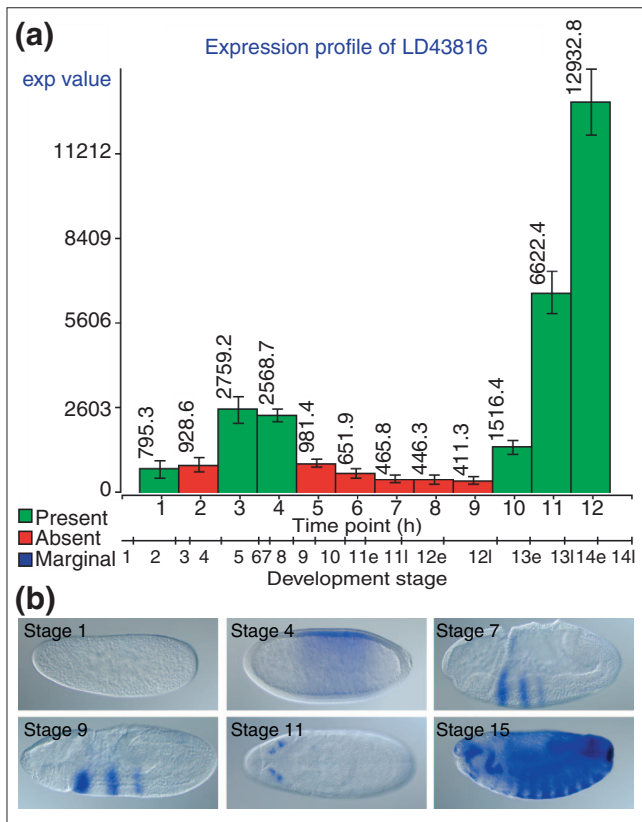 (a)
Expression profile of LD43816
exp value
11212
8409
5606
2603
0
795.3
928.6
2759.2
2568.7
981.4
651.9
465.8
446.3
411.3
1516.4
6622.4
12932.8
1 2 3 4 5 6 7 8 9 10 11 12
Time point (h)
Present
Absent
Marginal
1 2 3 4 5 67 8 9 10 11e 11l 12e 12l 13e 13l 14e 14l
Development stage
(b)
Stage 1
Stage 4
Stage 7
Stage 9
Stage 11
Stage 15